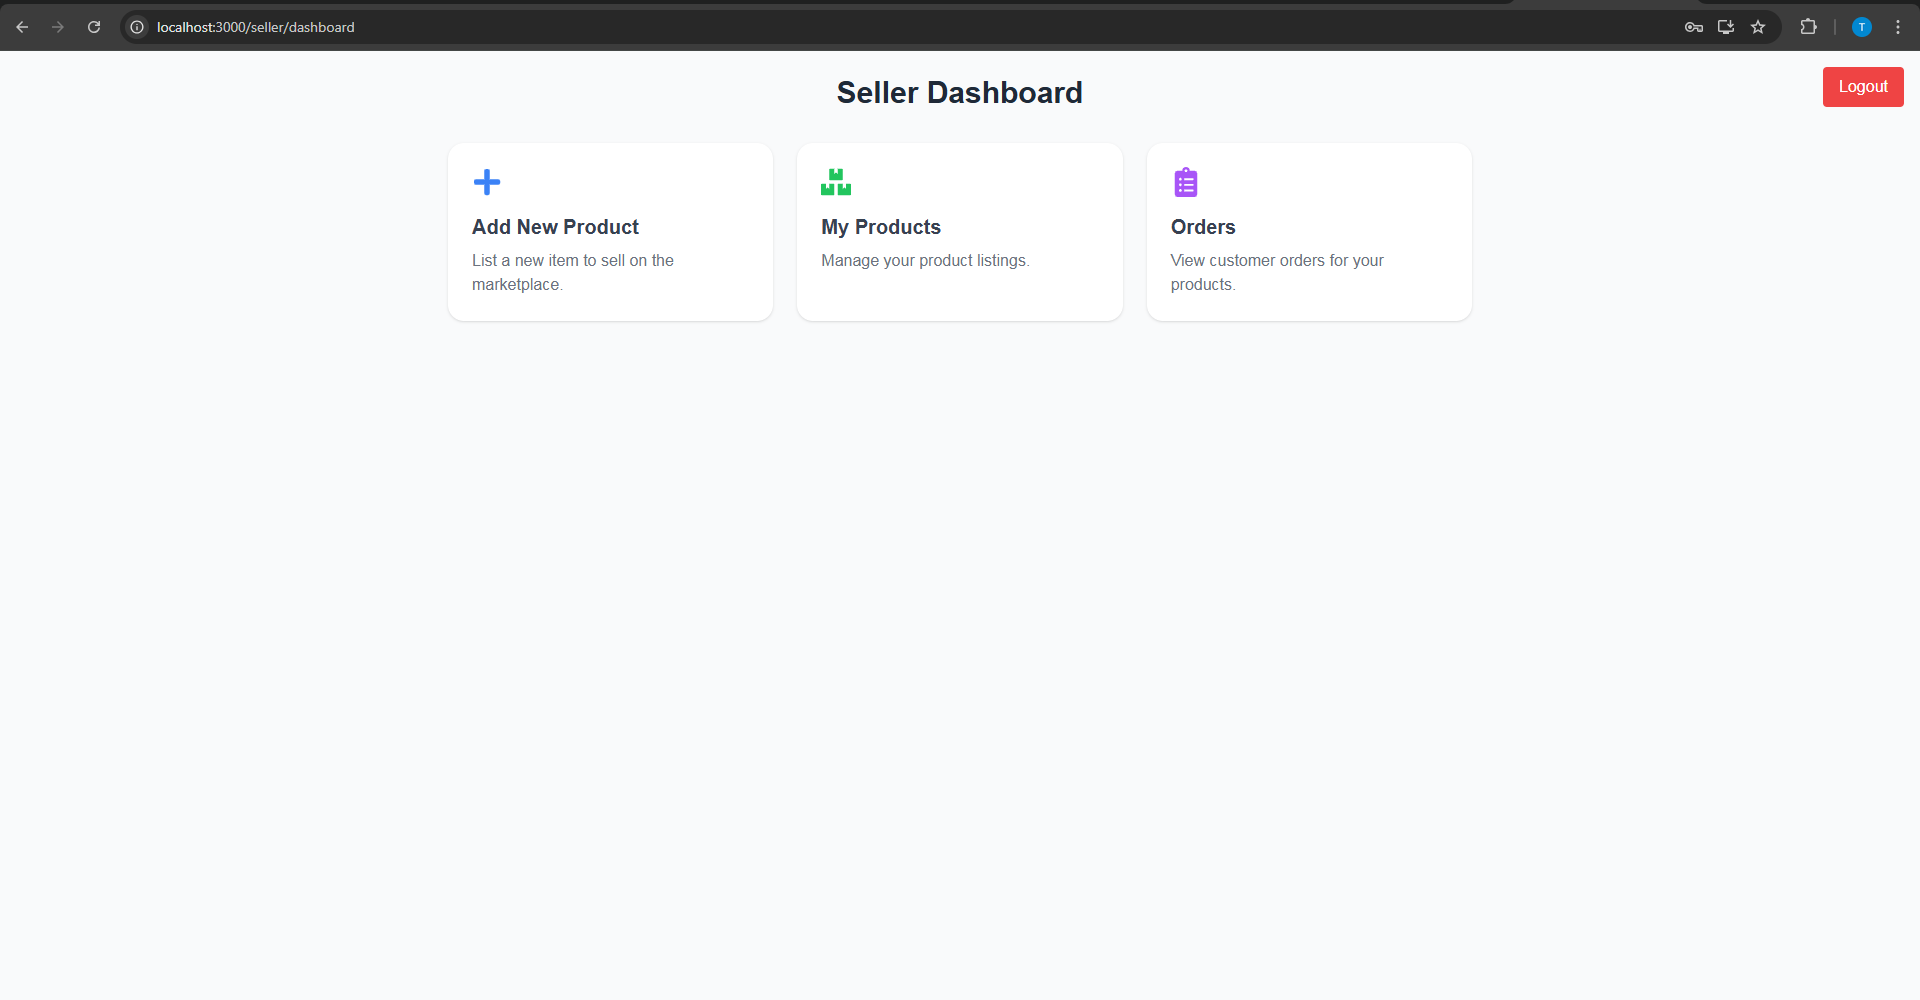 localhost:3000/seller/dashboard
T
Seller Dashboard
Logout
Add New Product
List a new item to sell on the
marketplace.
My Products
Manage your product listings.
Orders
View customer orders for your
products.